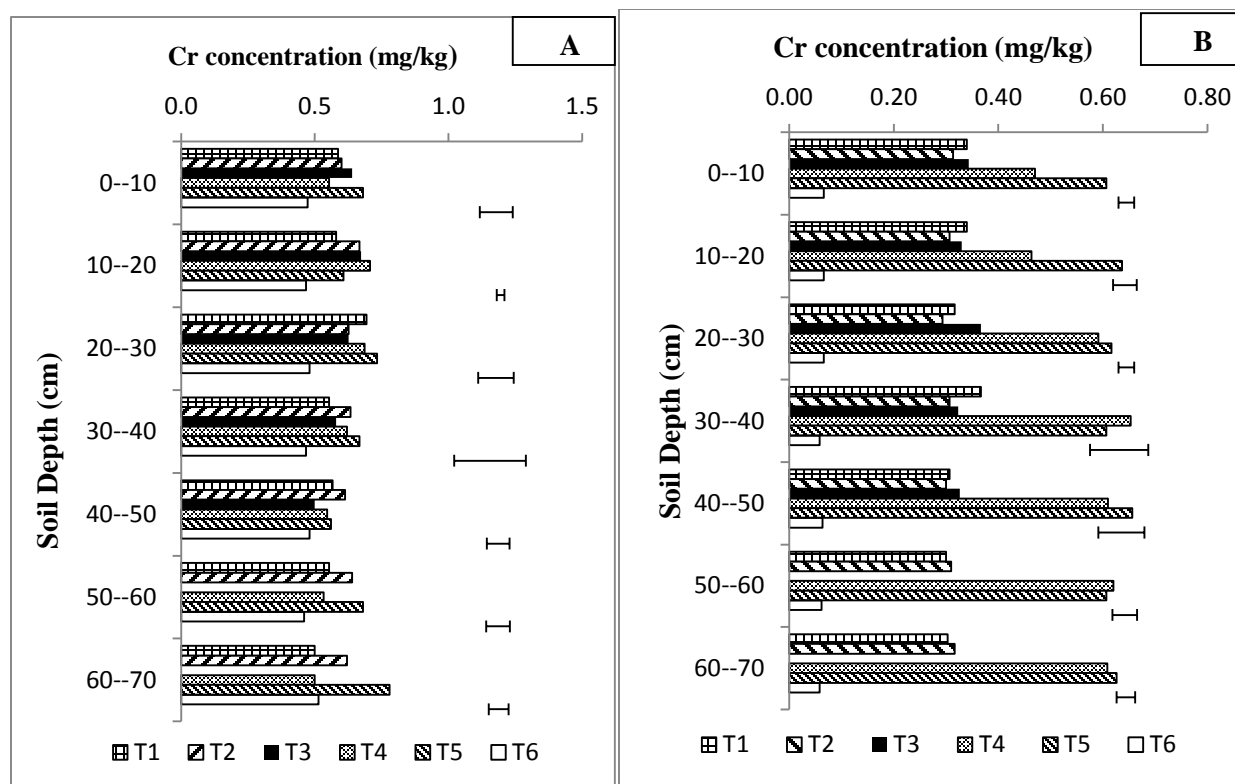 A
Cr concentration (mg/kg)
0.0 0.5 1.0 1.5
Soil Depth (cm)
0--10
10--20
20--30
30--40
40--50
50--60
60--70
T1 T2 T3 T4 T5 T6
B
Cr concentration (mg/kg)
0.00 0.20 0.40 0.60 0.80
Soil Depth (cm)
0--10
10--20
20--30
30--40
40--50
50--60
60--70
T1 T2 T3 T4 T5 T6